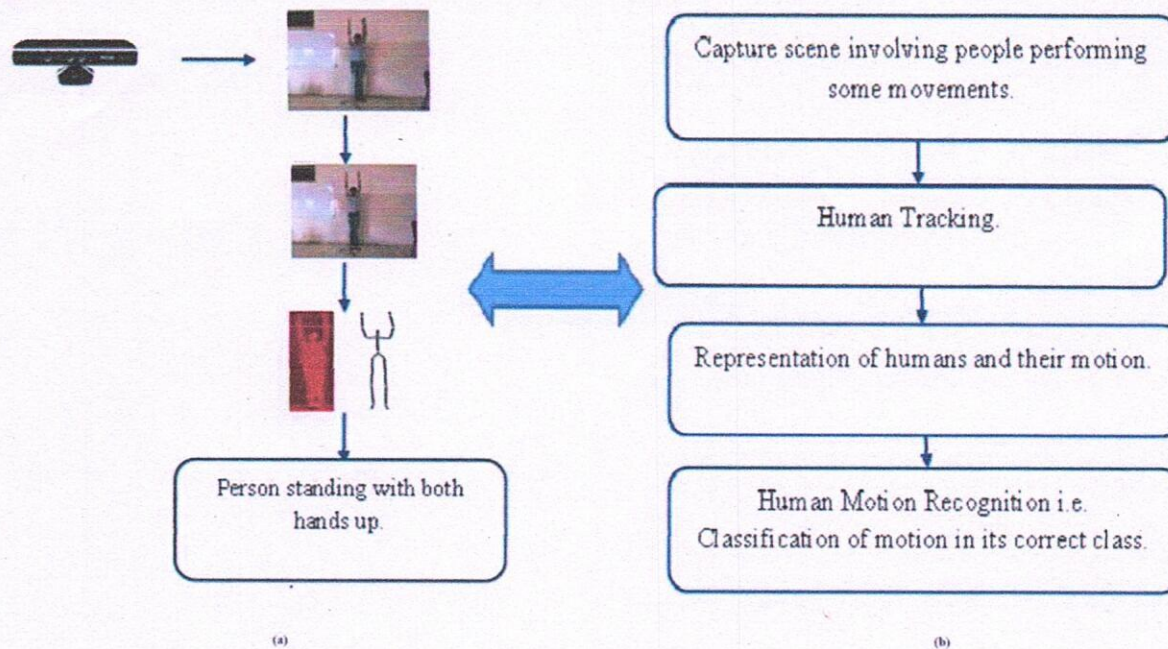 Capture scene involving people performing
some movements.
Human Tracking.
Representation of humans and their motion.
Human Motion Recognition i.e.
Classification of motion in its correct class.
Person standing with both
hands up.
(a)
(b)